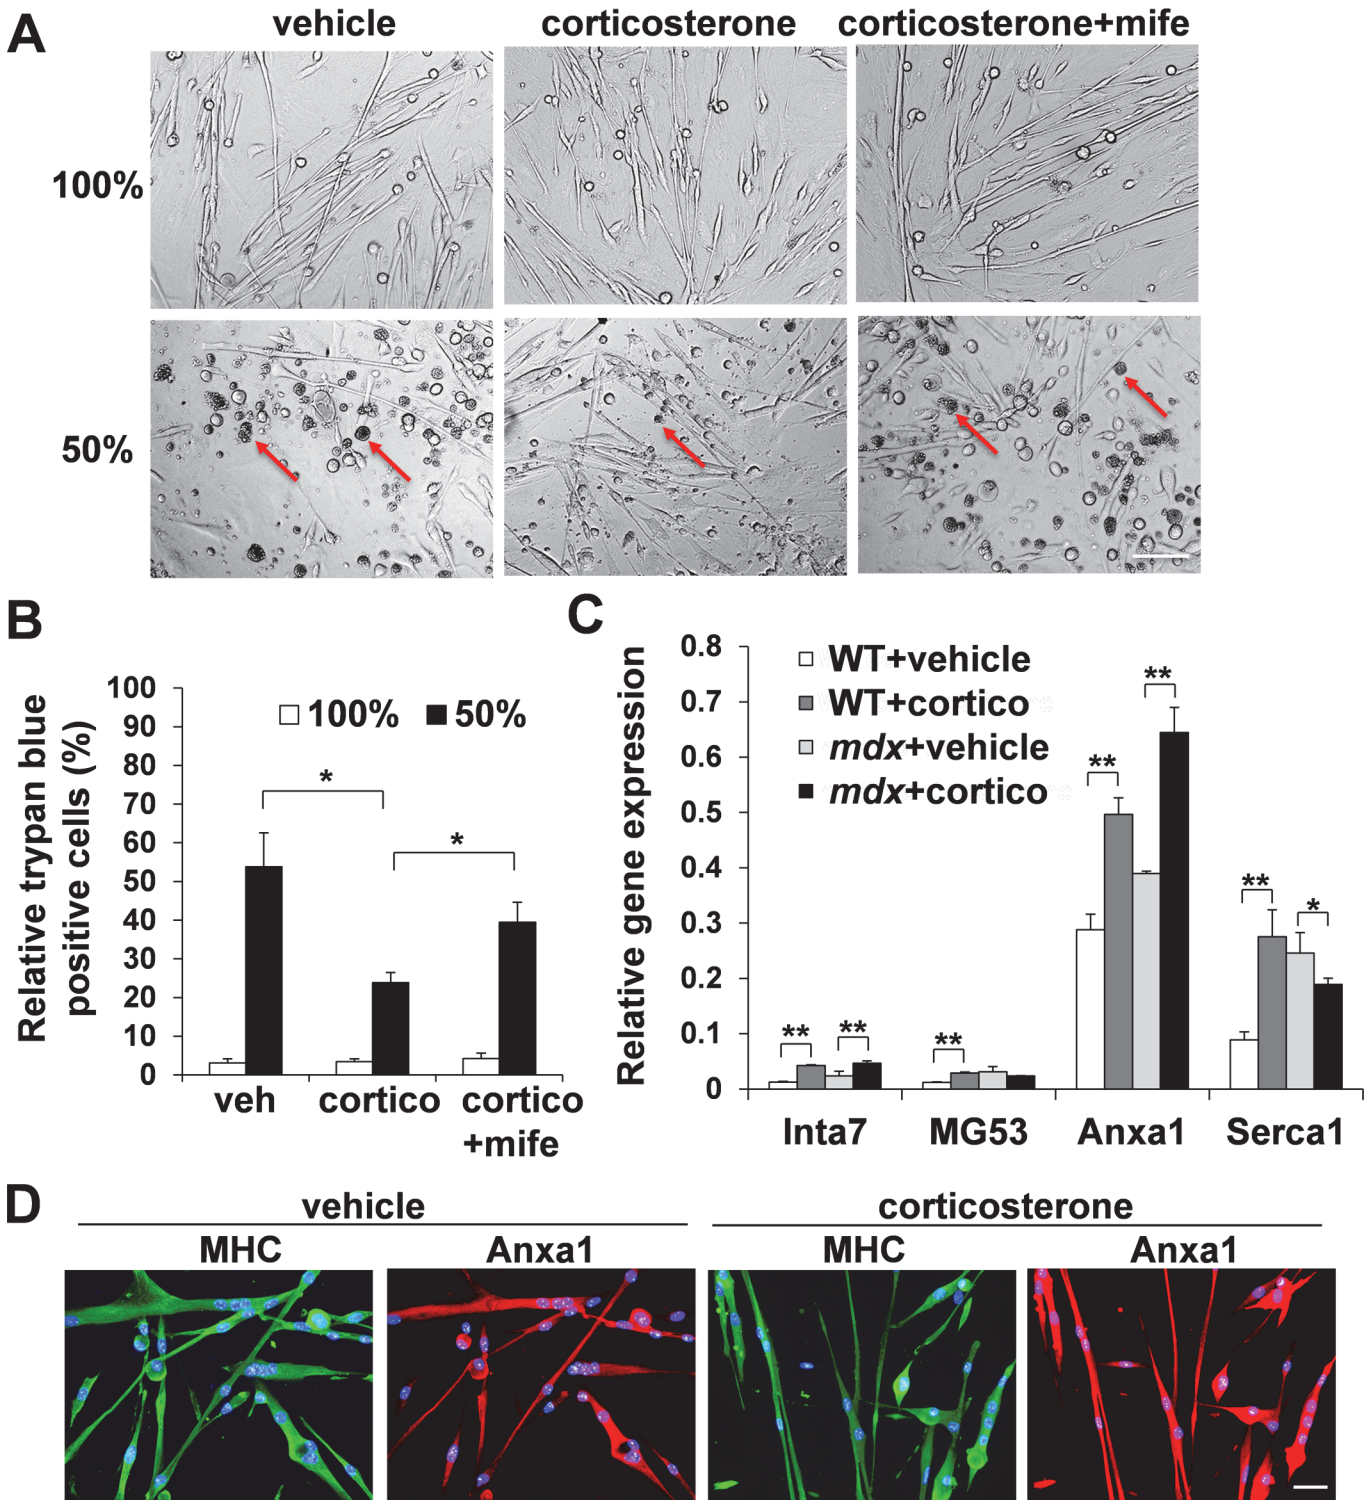 A
vehicle
corticosterone
corticosterone+mife
100%
50%
B
Relative trypan blue
positive cells (%)
100
90
80
70
60
50
40
30
20
10
0
100%
50%
*
*
veh
cortico
cortico
+mife
C
Relative gene expression
0.8
0.7
0.6
0.5
0.4
0.3
0.2
0.1
0
WT+vehicle
WT+cortico
mdx+vehicle
mdx+cortico
**
**
**
**
**
**
*
Inta7
MG53
Anxa1
Serca1
D
vehicle
corticosterone
MHC
Anxa1
MHC
Anxa1